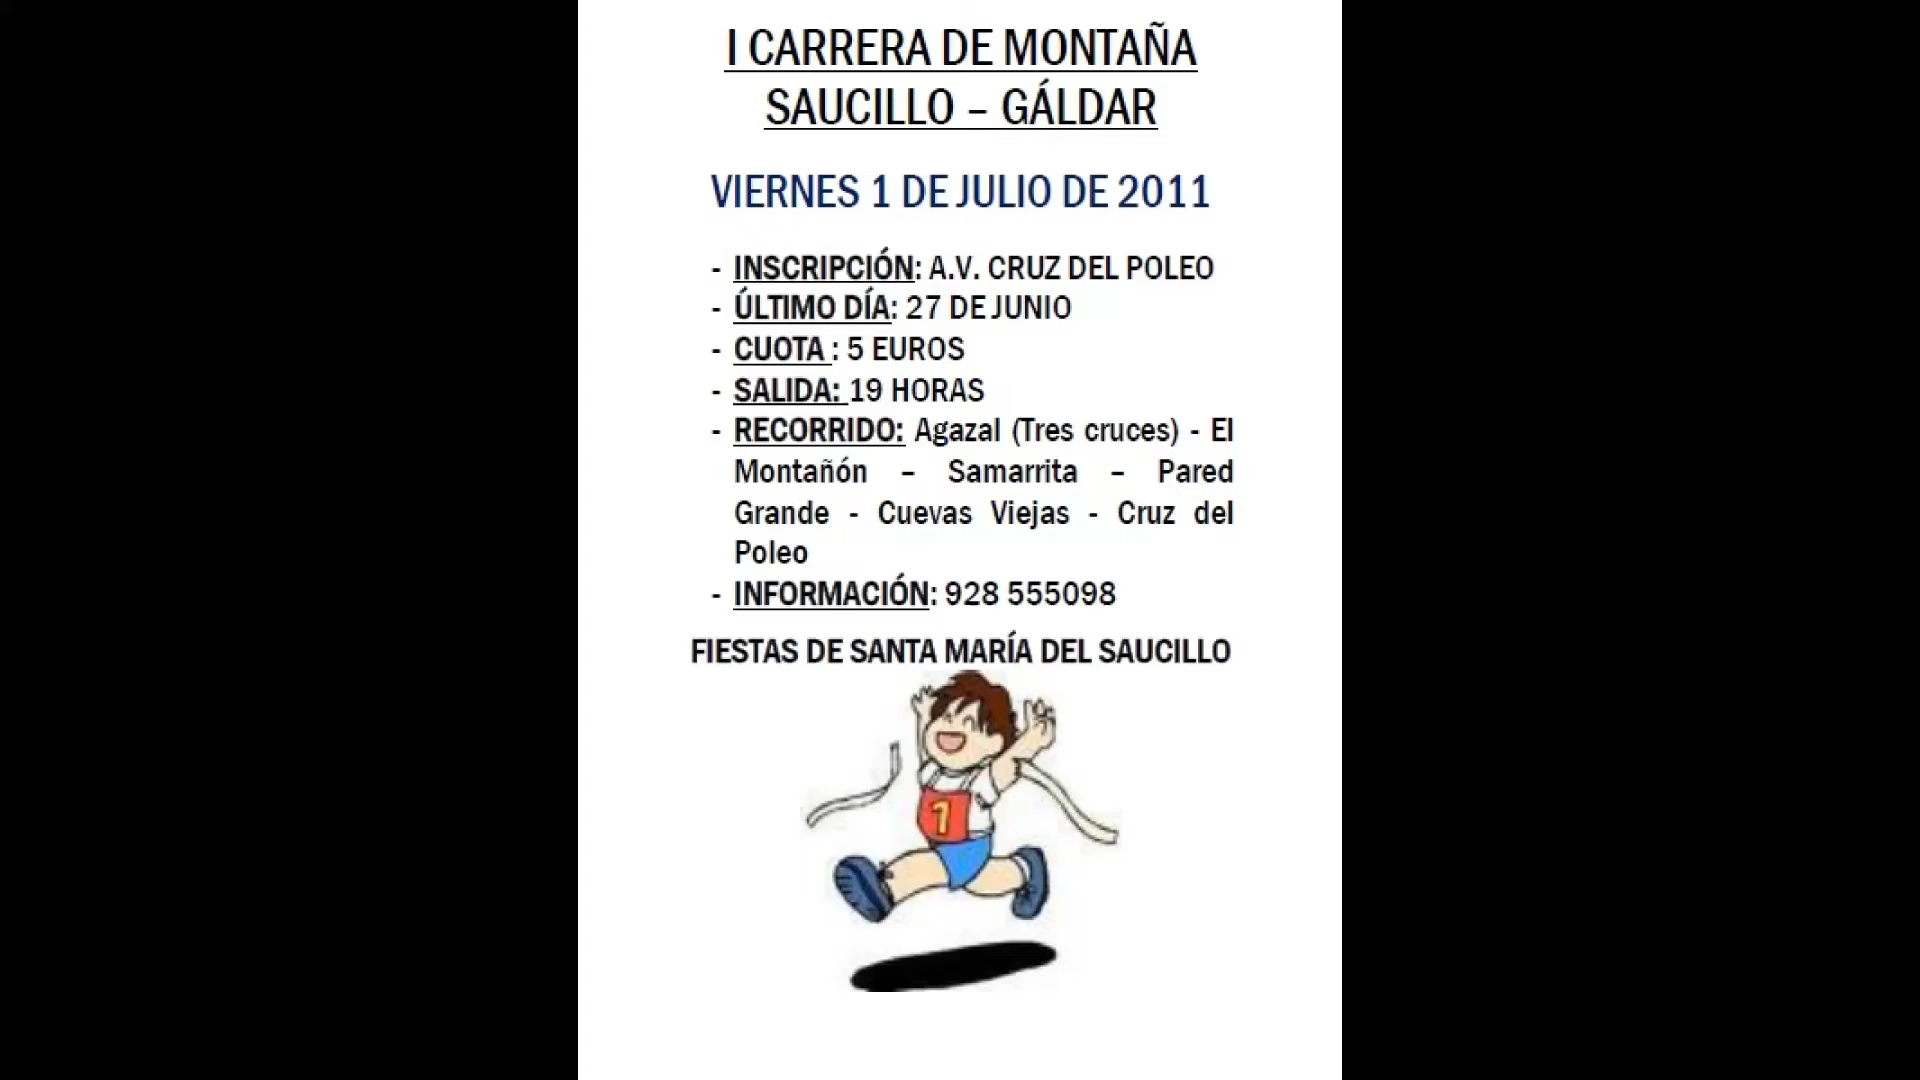 I CARRERA DE MONTAÑA
SAUCILLO – GÁLDAR
VIERNES 1 DE JULIO DE 2011
- INSCRIPCIÓN: A.V. CRUZ DEL POLEO
- ÚLTIMO DÍA: 27 DE JUNIO
- CUOTA : 5 EUROS
- SALIDA: 19 HORAS
- RECORRIDO: Agazal (Tres cruces) - El
Montañón – Samarrita – Pared
Grande - Cuevas Viejas - Cruz del
Poleo
- INFORMACIÓN: 928 555098
FIESTAS DE SANTA MARÍA DEL SAUCILLO
1